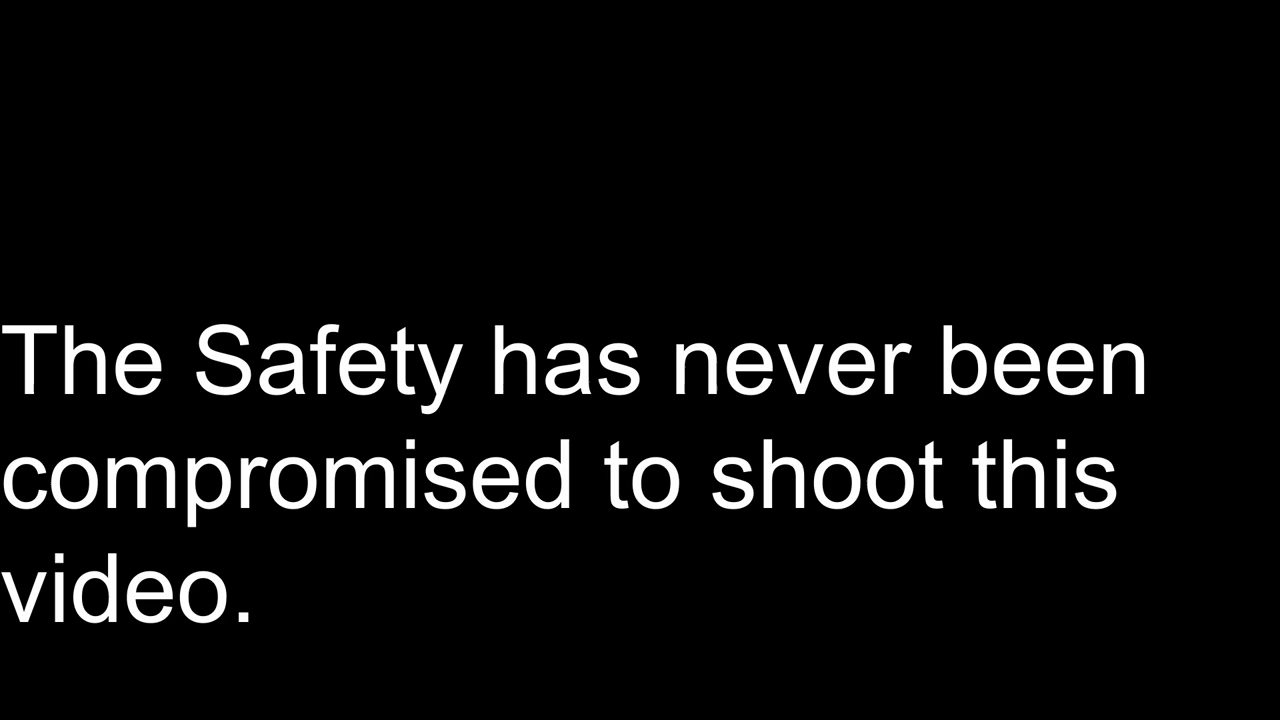 The Safety has never been
compromised to shoot this
video.